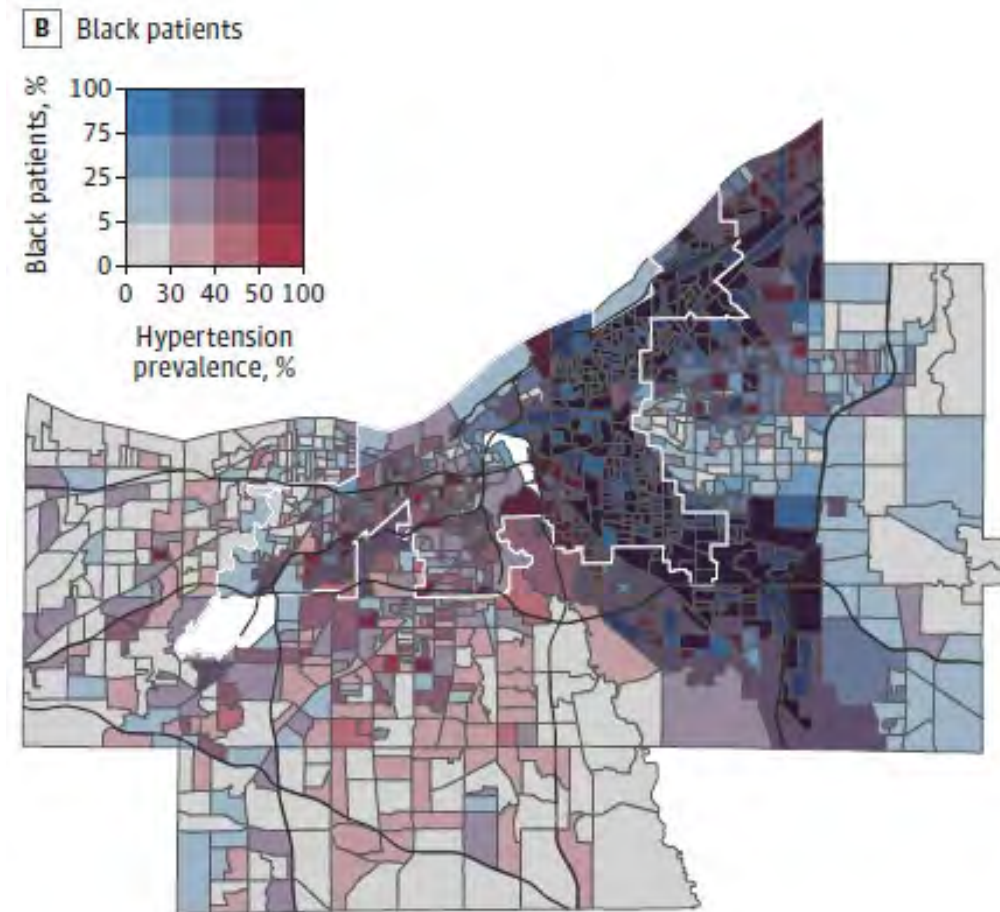 B Black patients
Black patients, %
100
75
25
5
0
0 30 40 50 100
Hypertension
prevalence, %